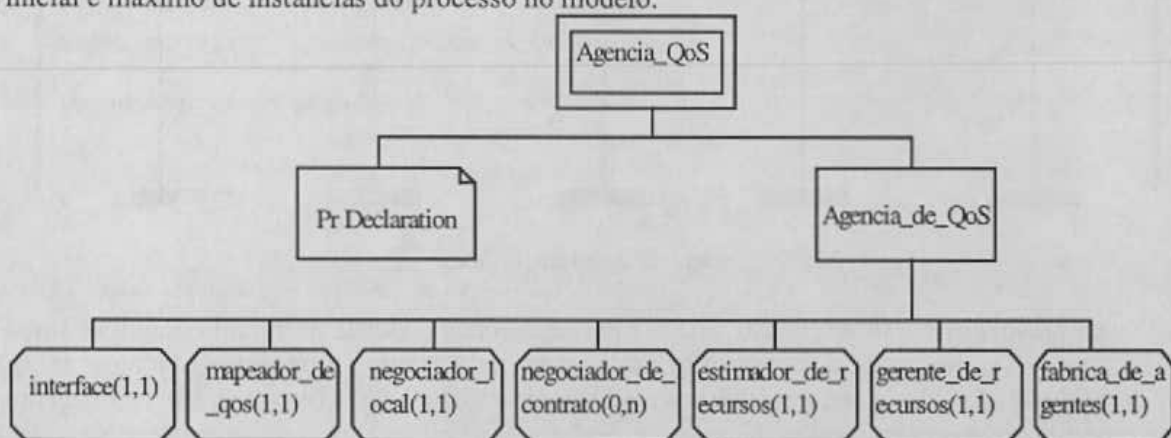 inicial e máximo de instâncias do processo no modelo.
Agencia_QoS
Pr Declaration
Agencia_de_QoS
interface(1,1)
mapeador_de
_qos(1,1)
negociador_l
ocal(1,1)
negociador_de_
contrato(0,n)
estimador_de_r
ecursos(1,1)
gerente_de_r
ecursos(1,1)
fabrica_de_a
gentes(1,1)